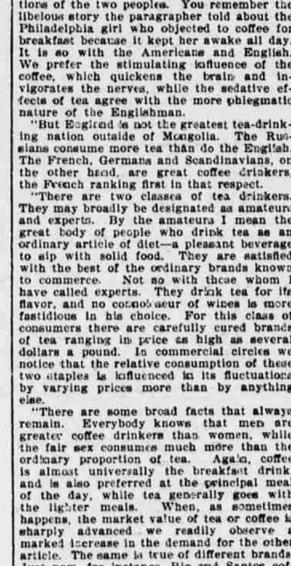 tions of the two peoples. You remember the
libelous story the paragrapher told about the
Philadelphia girl who objected to coffee for
breakfast because it kept her awake all day.
It is so with the Americans and English.
We prefer the stimulating influence of the
coffee, which quickens the brain and in-
vigorates the nerves, while the sedative ef-
fects of tea agree with the more phlegmatic
nature of the Englishman.
"But England is not the greatest tea-drink-
ing nation outside of Mongolia. The Rus-
sians consume more tea than do the English.
The French, Germans and Scandinavians, on
the other hand, are great coffee drinkers,
the French ranking first in that respect.
"There are two classes of tea drinkers.
They may broadly be designated as amateurs
and experts. By the amateurs I mean the
great body of people who drink tea as an
ordinary article of diet—a pleasant beverage
to sip with solid food. They are satisfied
with the best of the ordinary brands known
to commerce. Not so with those whom I
have called experts. They drink tea for its
flavor, and no connoisseur of wines is more
fastidious in his choice. For this class of
consumers there are carefully cured brands
of tea ranging in price as high as several
dollars a pound. In commercial circles we
notice that the relative consumption of these
two staples is influenced in its fluctuations
by varying prices more than by anything
else.
"There are some broad facts that always
remain. Everybody knows that men are
greater coffee drinkers than women, while
the fair sex consumes much more than the
ordinary proportion of tea. Again, coffee
is almost universally the breakfast drink
and is also preferred at the principal meal
of the day, while tea generally goes with
the lighter meals. When, as sometimes
happens, the market value of tea or coffee is
sharply advanced we readily observe a
marked increase in the demand for the other
article. The same is true of different brands.